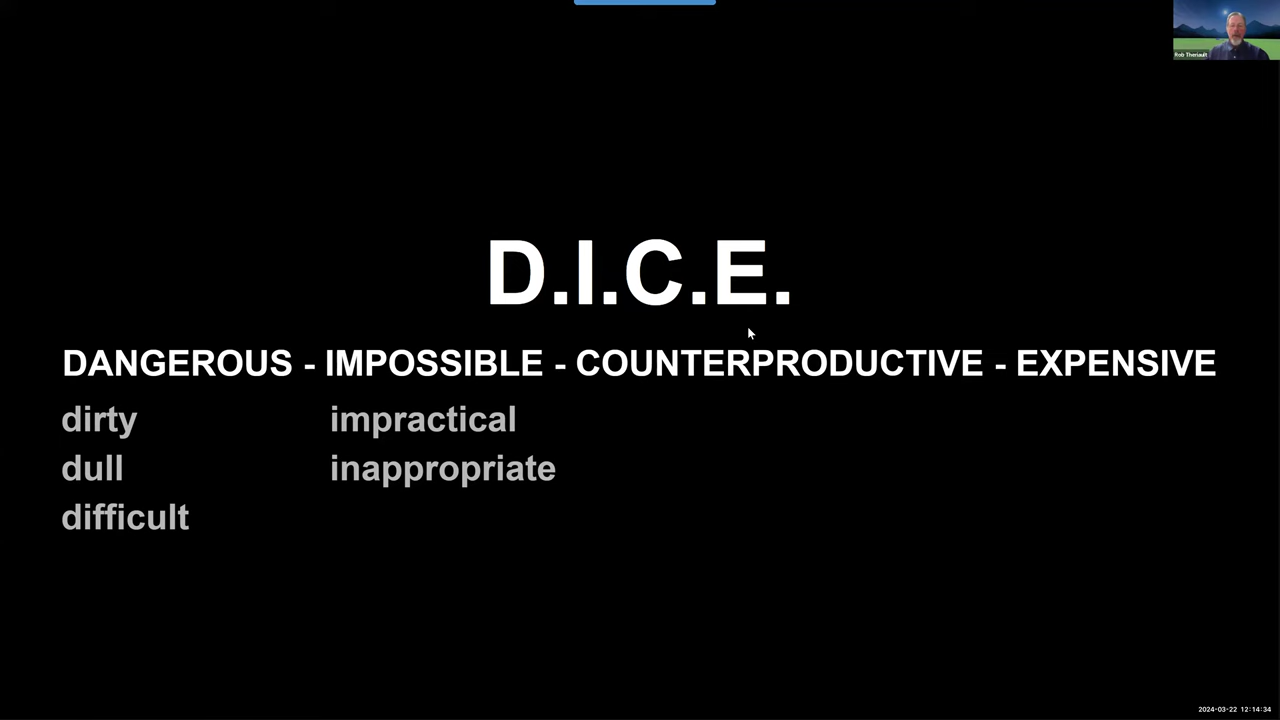 Rob Theriault
D.I.C.E.
DANGEROUS - IMPOSSIBLE - COUNTERPRODUCTIVE - EXPENSIVE
dirty impractical
dull inappropriate
difficult
2024-03-22 12:14:34